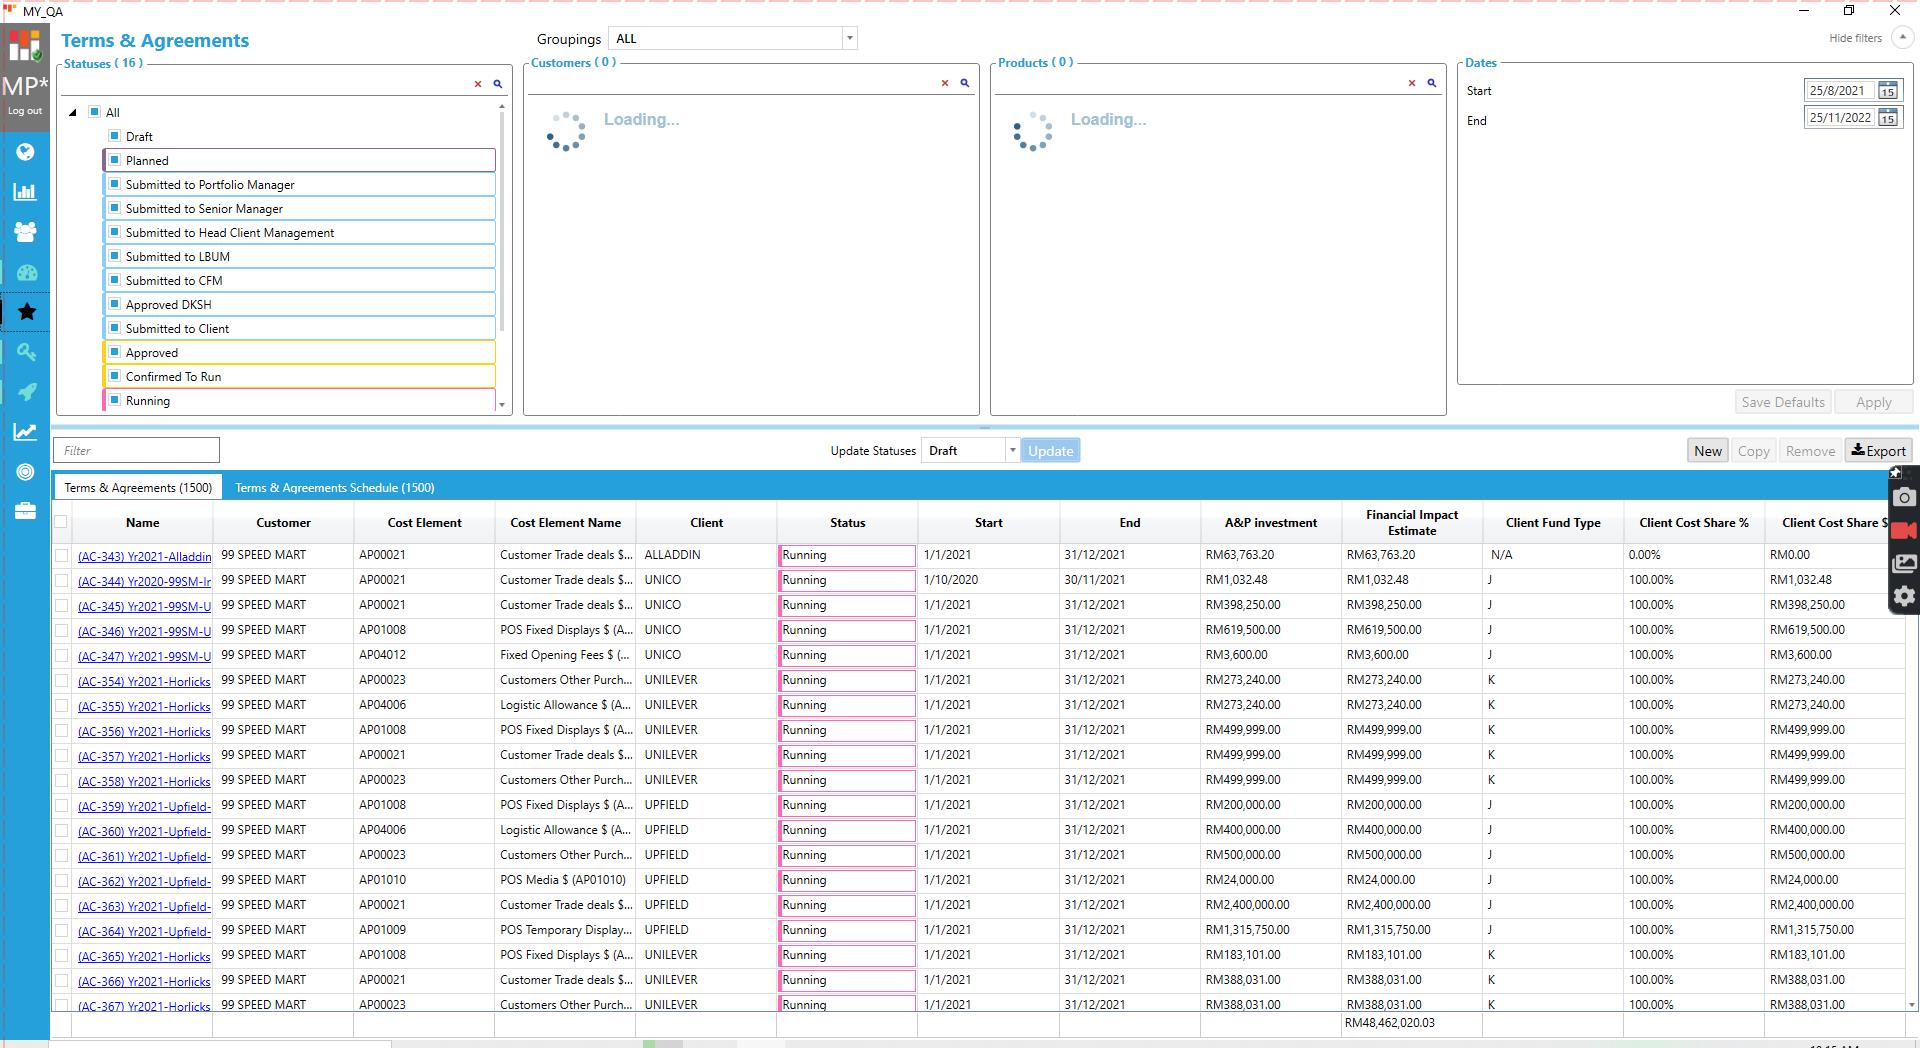 MY_QA
Terms & Agreements
Groupings ALL
Hide filters
MP*
Log out
Statuses ( 16 )
All
Draft
Planned
Submitted to Portfolio Manager
Submitted to Senior Manager
Submitted to Head Client Management
Submitted to LBUM
Submitted to CFM
Approved DKSH
Submitted to Client
Approved
Confirmed To Run
Running
Customers ( 0 )
Loading...
Products ( 0 )
Loading...
Dates
Start 25/8/2021 15
End 25/11/2022 15
Save Defaults Apply
Filter Update Statuses Draft Update New Copy Remove Export
Terms & Agreements (1500) Terms & Agreements Schedule (1500)
Name Customer Cost Element Cost Element Name Client Status Start End A&P investment Financial Impact Estimate Client Fund Type Client Cost Share % Client Cost Share $
(AC-343) Yr2021-Alladdin 99 SPEED MART AP00021 Customer Trade deals $... ALLADDIN Running 1/1/2021 31/12/2021 RM63,763.20 RM63,763.20 N/A 0.00% RM0.00
(AC-344) Yr2020-99SM-Ir 99 SPEED MART AP00021 Customer Trade deals $... UNICO Running 1/10/2020 30/11/2021 RM1,032.48 RM1,032.48 J 100.00% RM1,032.48
(AC-345) Yr2021-99SM-U 99 SPEED MART AP00021 Customer Trade deals $... UNICO Running 1/1/2021 31/12/2021 RM398,250.00 RM398,250.00 J 100.00% RM398,250.00
(AC-346) Yr2021-99SM-U 99 SPEED MART AP01008 POS Fixed Displays $ (A... UNICO Running 1/1/2021 31/12/2021 RM619,500.00 RM619,500.00 J 100.00% RM619,500.00
(AC-347) Yr2021-99SM-U 99 SPEED MART AP04012 Fixed Opening Fees $ (... UNICO Running 1/1/2021 31/12/2021 RM3,600.00 RM3,600.00 J 100.00% RM3,600.00
(AC-354) Yr2021-Horlicks 99 SPEED MART AP00023 Customers Other Purch... UNILEVER Running 1/1/2021 31/12/2021 RM273,240.00 RM273,240.00 K 100.00% RM273,240.00
(AC-355) Yr2021-Horlicks 99 SPEED MART AP04006 Logistic Allowance $ (A... UNILEVER Running 1/1/2021 31/12/2021 RM273,240.00 RM273,240.00 K 100.00% RM273,240.00
(AC-356) Yr2021-Horlicks 99 SPEED MART AP01008 POS Fixed Displays $ (A... UNILEVER Running 1/1/2021 31/12/2021 RM499,999.00 RM499,999.00 K 100.00% RM499,999.00
(AC-357) Yr2021-Horlicks 99 SPEED MART AP00021 Customer Trade deals $... UNILEVER Running 1/1/2021 31/12/2021 RM499,999.00 RM499,999.00 K 100.00% RM499,999.00
(AC-358) Yr2021-Horlicks 99 SPEED MART AP00023 Customers Other Purch... UNILEVER Running 1/1/2021 31/12/2021 RM499,999.00 RM499,999.00 K 100.00% RM499,999.00
(AC-359) Yr2021-Upfield- 99 SPEED MART AP01008 POS Fixed Displays $ (A... UPFIELD Running 1/1/2021 31/12/2021 RM200,000.00 RM200,000.00 J 100.00% RM200,000.00
(AC-360) Yr2021-Upfield- 99 SPEED MART AP04006 Logistic Allowance $ (A... UPFIELD Running 1/1/2021 31/12/2021 RM400,000.00 RM400,000.00 J 100.00% RM400,000.00
(AC-361) Yr2021-Upfield- 99 SPEED MART AP00023 Customers Other Purch... UPFIELD Running 1/1/2021 31/12/2021 RM500,000.00 RM500,000.00 J 100.00% RM500,000.00
(AC-362) Yr2021-Upfield- 99 SPEED MART AP01010 POS Media $ (AP01010) UPFIELD Running 1/1/2021 31/12/2021 RM24,000.00 RM24,000.00 J 100.00% RM24,000.00
(AC-363) Yr2021-Upfield- 99 SPEED MART AP00021 Customer Trade deals $... UPFIELD Running 1/1/2021 31/12/2021 RM2,400,000.00 RM2,400,000.00 J 100.00% RM2,400,000.00
(AC-364) Yr2021-Upfield- 99 SPEED MART AP01009 POS Temporary Display... UPFIELD Running 1/1/2021 31/12/2021 RM1,315,750.00 RM1,315,750.00 J 100.00% RM1,315,750.00
(AC-365) Yr2021-Horlicks 99 SPEED MART AP01008 POS Fixed Displays $ (A... UNILEVER Running 1/1/2021 31/12/2021 RM183,101.00 RM183,101.00 K 100.00% RM183,101.00
(AC-366) Yr2021-Horlicks 99 SPEED MART AP00021 Customer Trade deals $... UNILEVER Running 1/1/2021 31/12/2021 RM388,031.00 RM388,031.00 K 100.00% RM388,031.00
(AC-367) Yr2021-Horlicks 99 SPEED MART AP00023 Customers Other Purch... UNILEVER Running 1/1/2021 31/12/2021 RM388,031.00 RM388,031.00 K 100.00% RM388,031.00
RM48,462,020.03